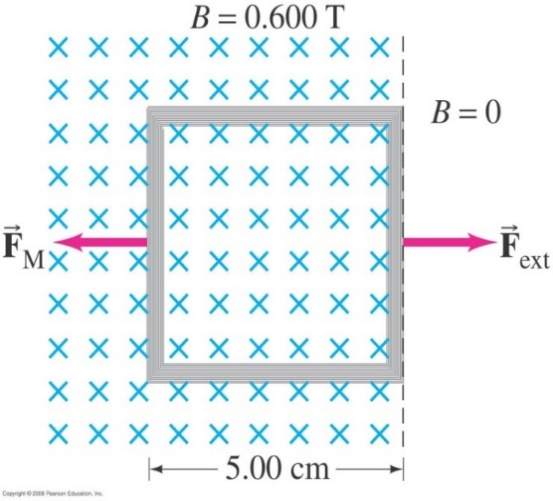 B = 0.600 T
B = 0
F⃗M
F⃗ext
5.00 cm
Copyright © 2008 Pearson Education, Inc.